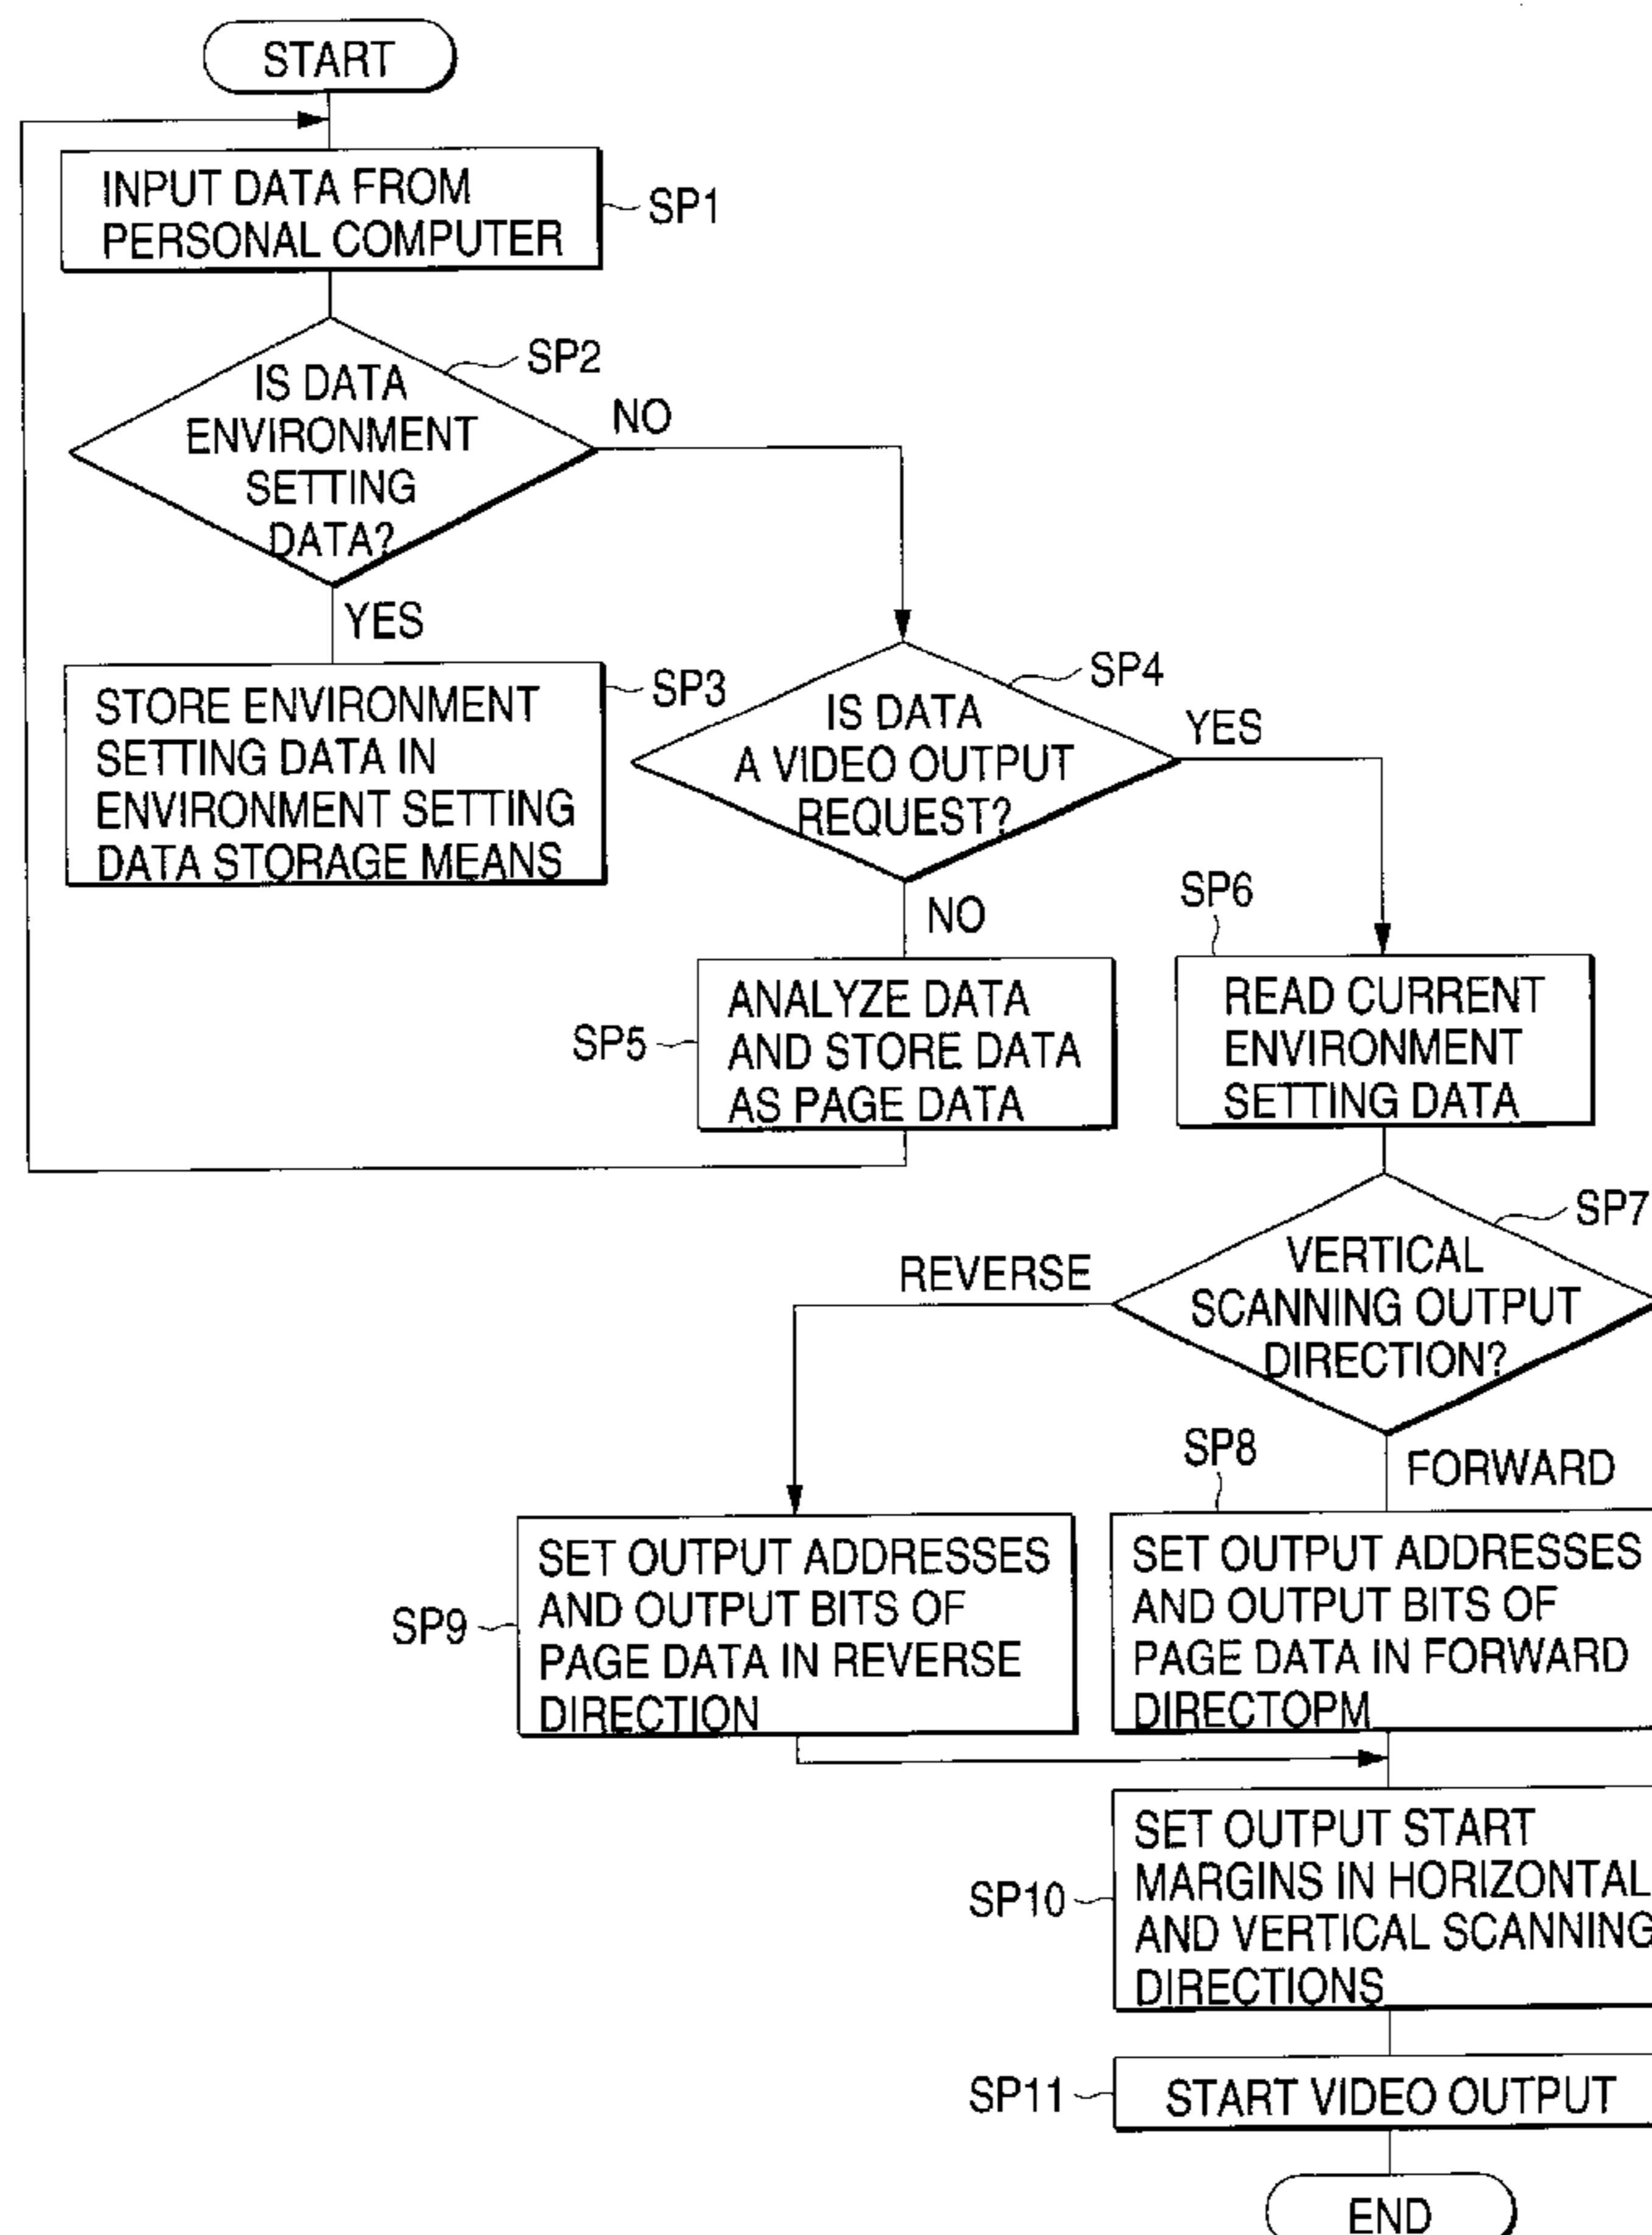 START
INPUT DATA FROM
PERSONAL COMPUTER
SP1
IS DATA
ENVIRONMENT
SETTING
DATA?
SP2
NO
YES
STORE ENVIRONMENT
SETTING DATA IN
ENVIRONMENT SETTING
DATA STORAGE MEANS
SP3
IS DATA
A VIDEO OUTPUT
REQUEST?
SP4
YES
NO
ANALYZE DATA
AND STORE DATA
AS PAGE DATA
SP5
SP6
READ CURRENT
ENVIRONMENT
SETTING DATA
SP7
VERTICAL
SCANNING OUTPUT
DIRECTION?
REVERSE
FORWARD
SP8
SET OUTPUT ADDRESSES
AND OUTPUT BITS OF
PAGE DATA IN FORWARD
DIRECTOPM
SP9
SET OUTPUT ADDRESSES
AND OUTPUT BITS OF
PAGE DATA IN REVERSE
DIRECTION
SP10
SET OUTPUT START
MARGINS IN HORIZONTAL
AND VERTICAL SCANNING
DIRECTIONS
SP11
START VIDEO OUTPUT
END